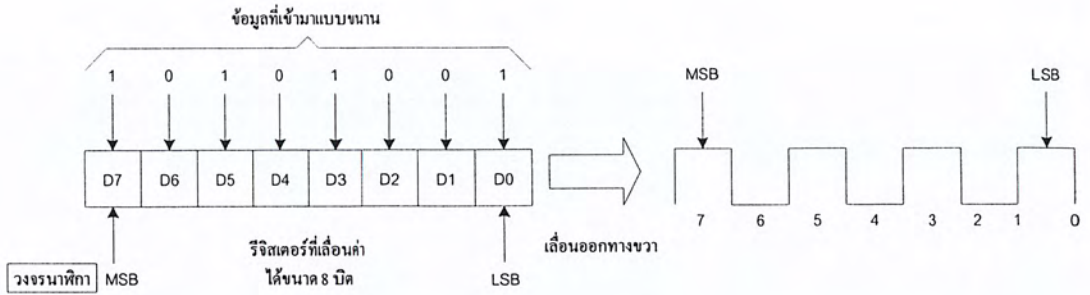 ข้อมูลที่เข้ามาแบบขนาน
1 0 1 0 1 0 0 1
MSB LSB
D7 D6 D5 D4 D3 D2 D1 D0
7 6 5 4 3 2 1 0
เลื่อนออกทางขวา
รีจิสเตอร์ที่เลื่อนค่า
ได้ขนาด 8 บิต
วงจรนาฬิกา MSB LSB